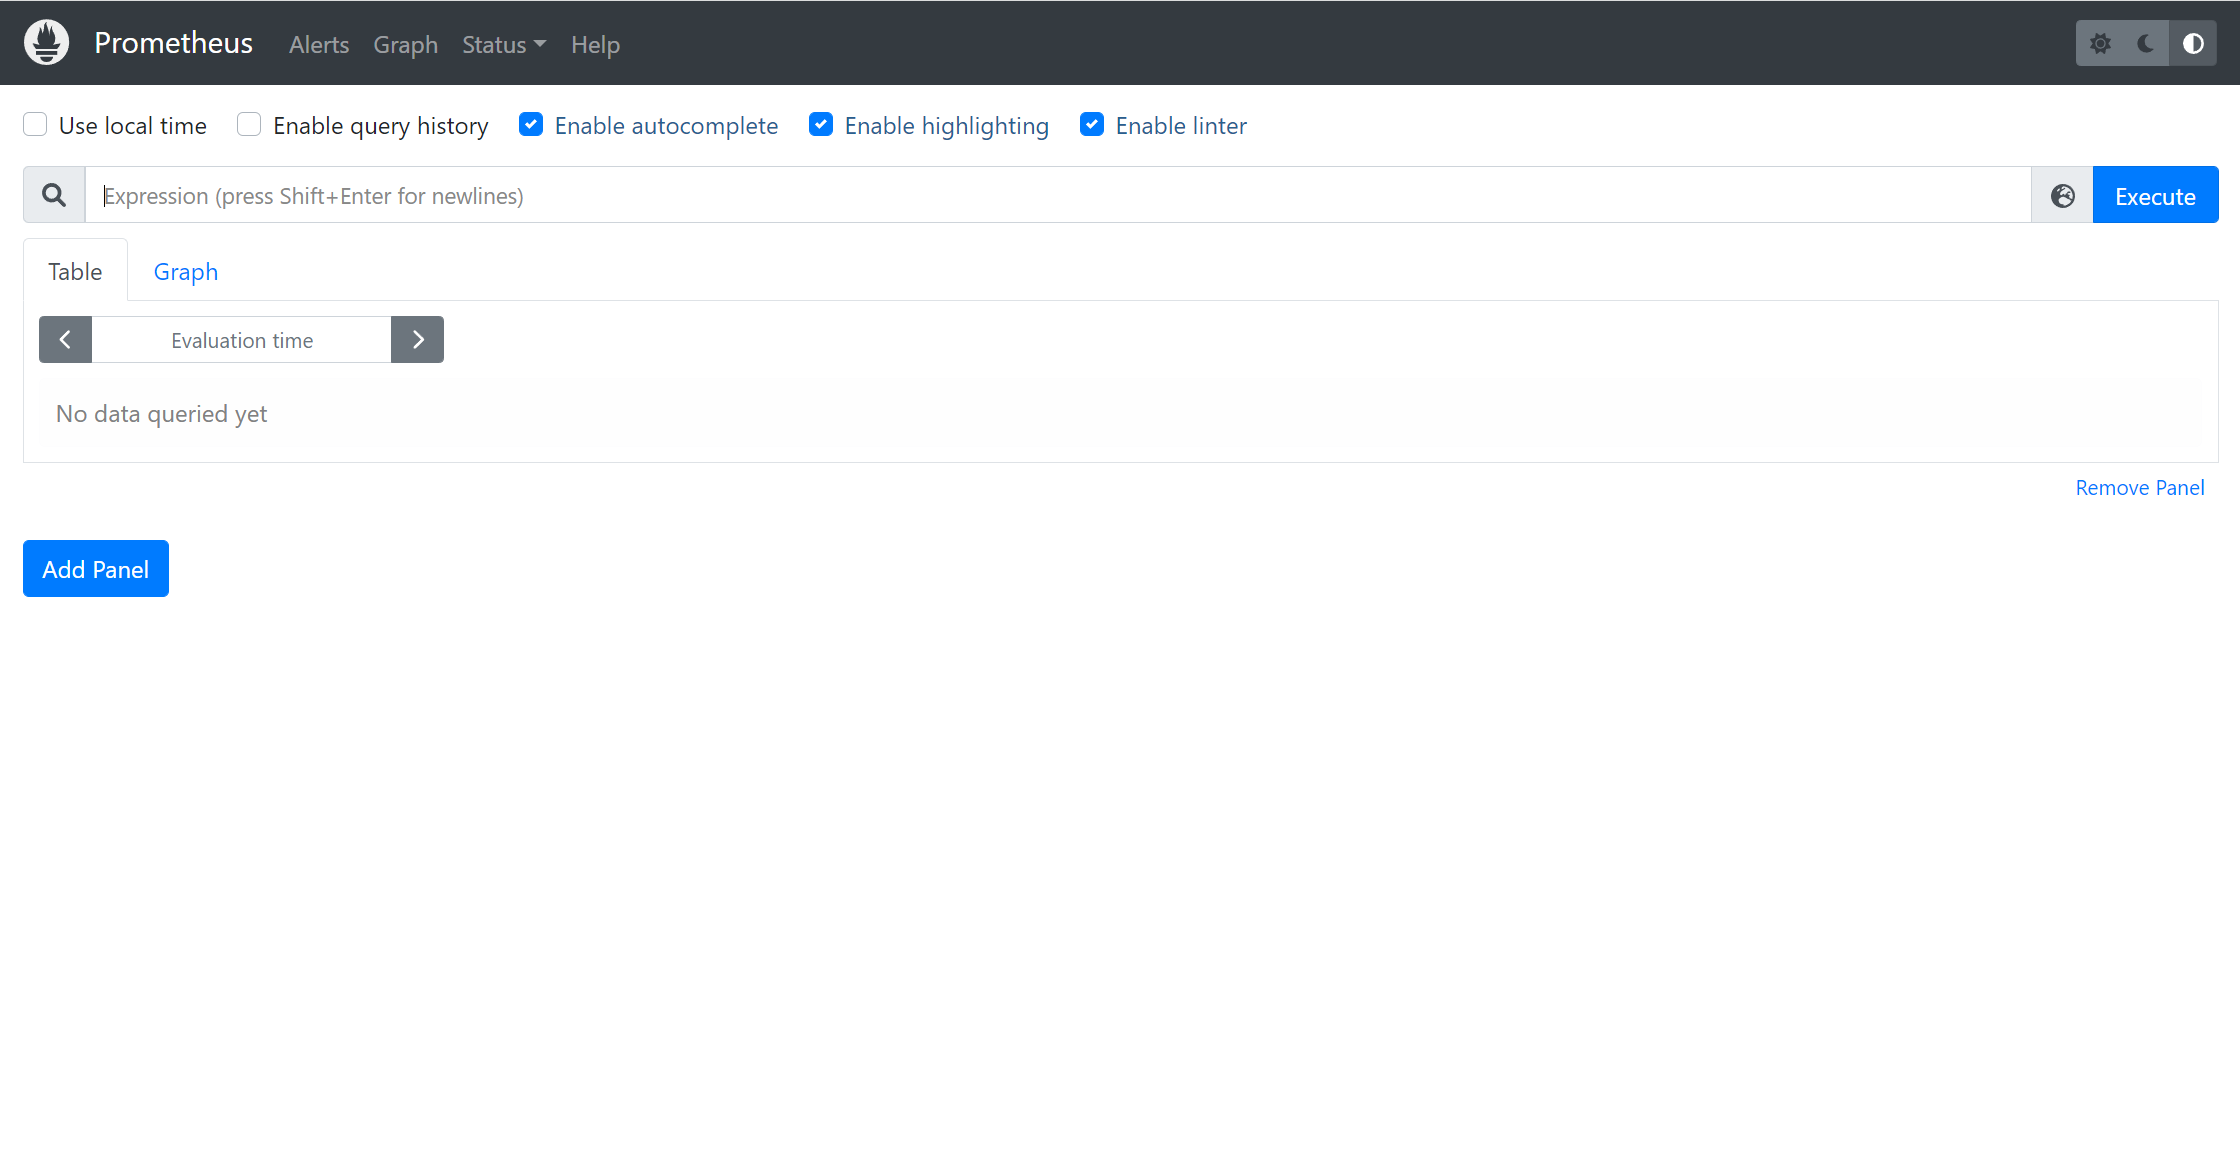 Prometheus Alerts Graph Status Help
Use local time Enable query history Enable autocomplete Enable highlighting Enable linter
Expression (press Shift+Enter for newlines) Execute
Table Graph
Evaluation time
No data queried yet
Remove Panel
Add Panel